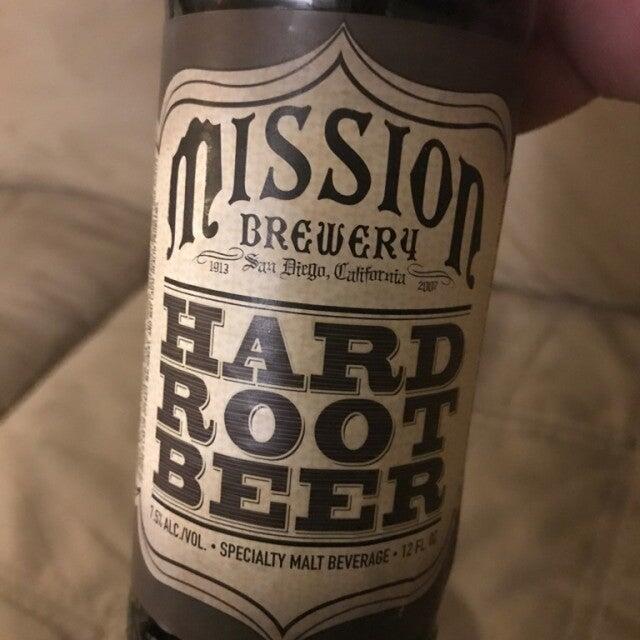 MISSION
BREWERY
1913 San Diego, California 2007
HARD
ROOT
BEER
7.5% ALC./VOL. • SPECIALTY MALT BEVERAGE • 12 FL OZ